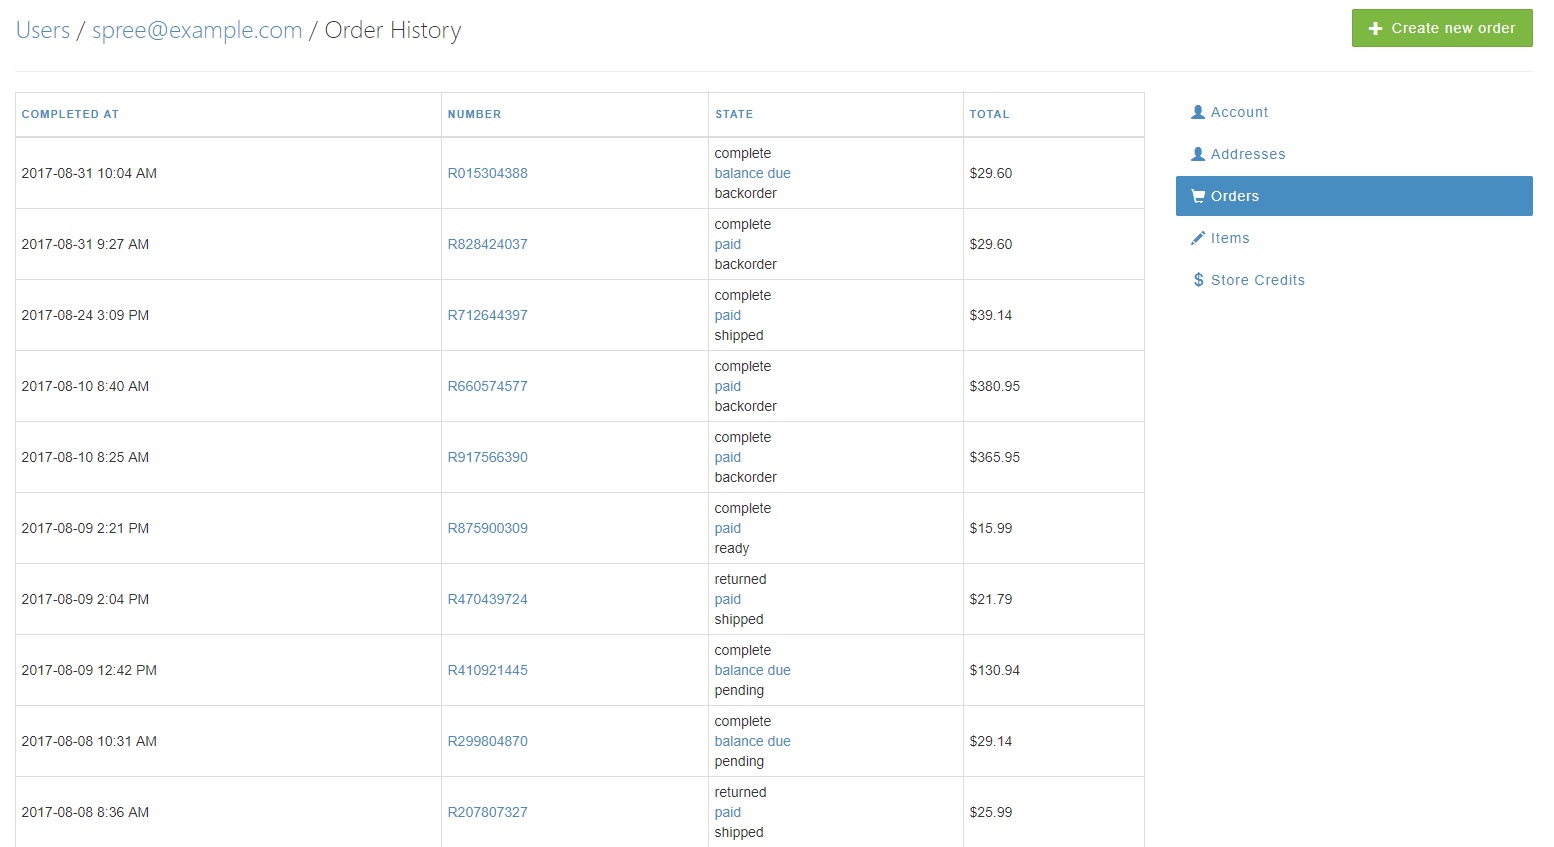 Users / spree@example.com / Order History
Create new order
COMPLETED AT NUMBER STATE TOTAL
2017-08-31 10:04 AM R015304388 complete $29.60
balance due
backorder
2017-08-31 9:27 AM R828424037 complete $29.60
paid
backorder
2017-08-24 3:09 PM R712644397 complete $39.14
paid
shipped
2017-08-10 8:40 AM R660574577 complete $380.95
paid
backorder
2017-08-10 8:25 AM R917566390 complete $365.95
paid
backorder
2017-08-09 2:21 PM R875900309 complete $15.99
paid
ready
2017-08-09 2:04 PM R470439724 returned $21.79
paid
shipped
2017-08-09 12:42 PM R410921445 complete $130.94
balance due
pending
2017-08-08 10:31 AM R299804870 complete $29.14
balance due
pending
2017-08-08 8:36 AM R207807327 returned $25.99
paid
shipped
Account
Addresses
Orders
Items
$ Store Credits